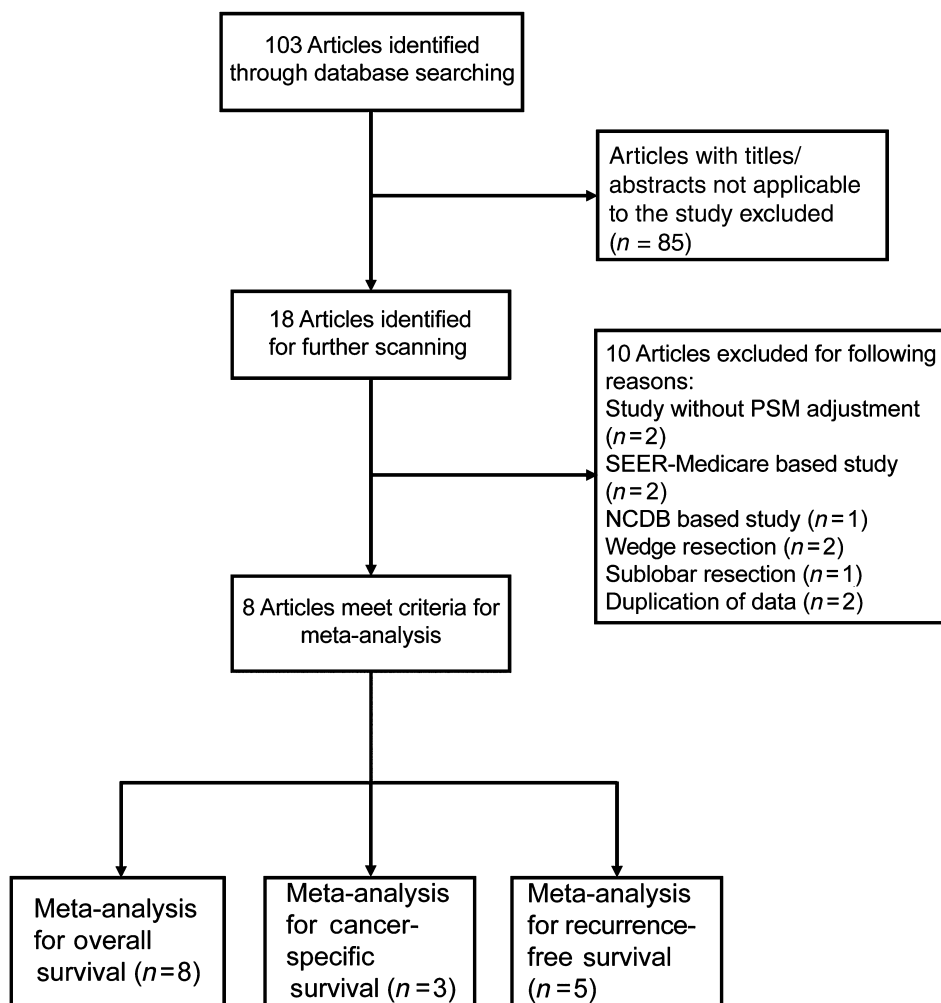 103 Articles identified
through database searching
Articles with titles/
abstracts not applicable
to the study excluded
(n = 85)
18 Articles identified
for further scanning
10 Articles excluded for following
reasons:
Study without PSM adjustment
(n=2)
SEER-Medicare based study
(n=2)
NCDB based study (n=1)
Wedge resection (n=2)
Sublobar resection (n=1)
Duplication of data (n=2)
8 Articles meet criteria for
meta-analysis
Meta-analysis
for overall
survival (n=8)
Meta-analysis
for cancer-
specific
survival (n=3)
Meta-analysis
for recurrence-
free survival
(n=5)